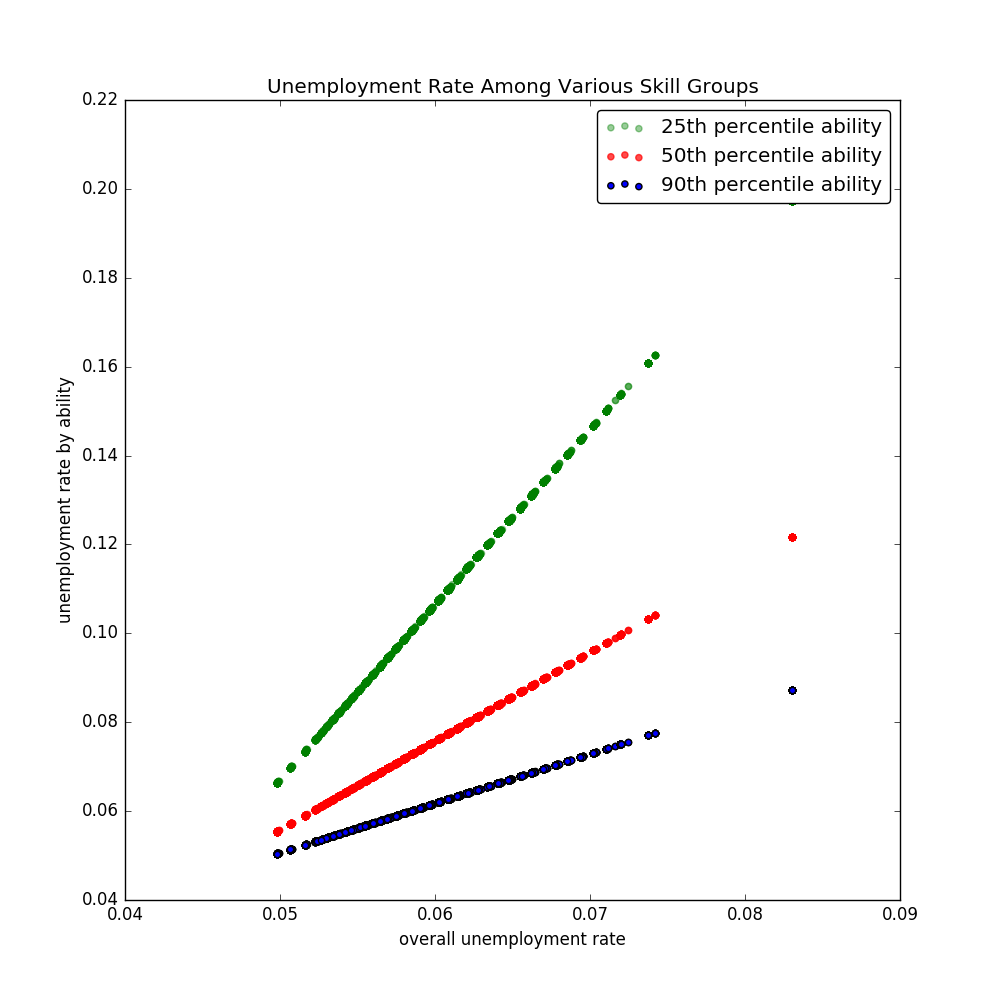 Unemployment Rate Among Various Skill Groups
0.22
0.20
0.18
0.16
0.14
0.12
0.10
0.08
0.06
0.04
unemployment rate by ability
25th percentile ability
50th percentile ability
90th percentile ability
0.04 0.05 0.06 0.07 0.08 0.09
overall unemployment rate